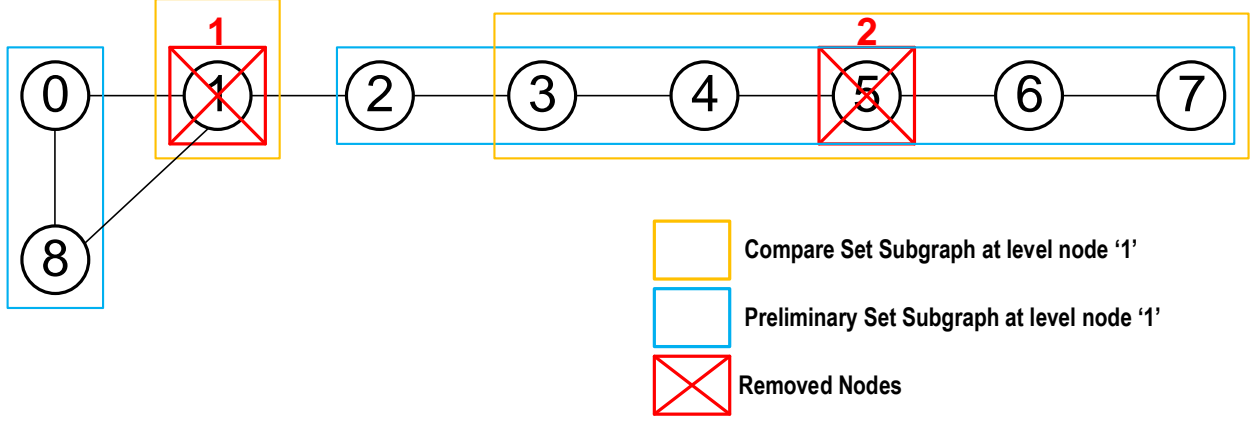 1 2
0 1 2 3 4 5 6 7
8
Compare Set Subgraph at level node ‘1’
Preliminary Set Subgraph at level node ‘1’
Removed Nodes